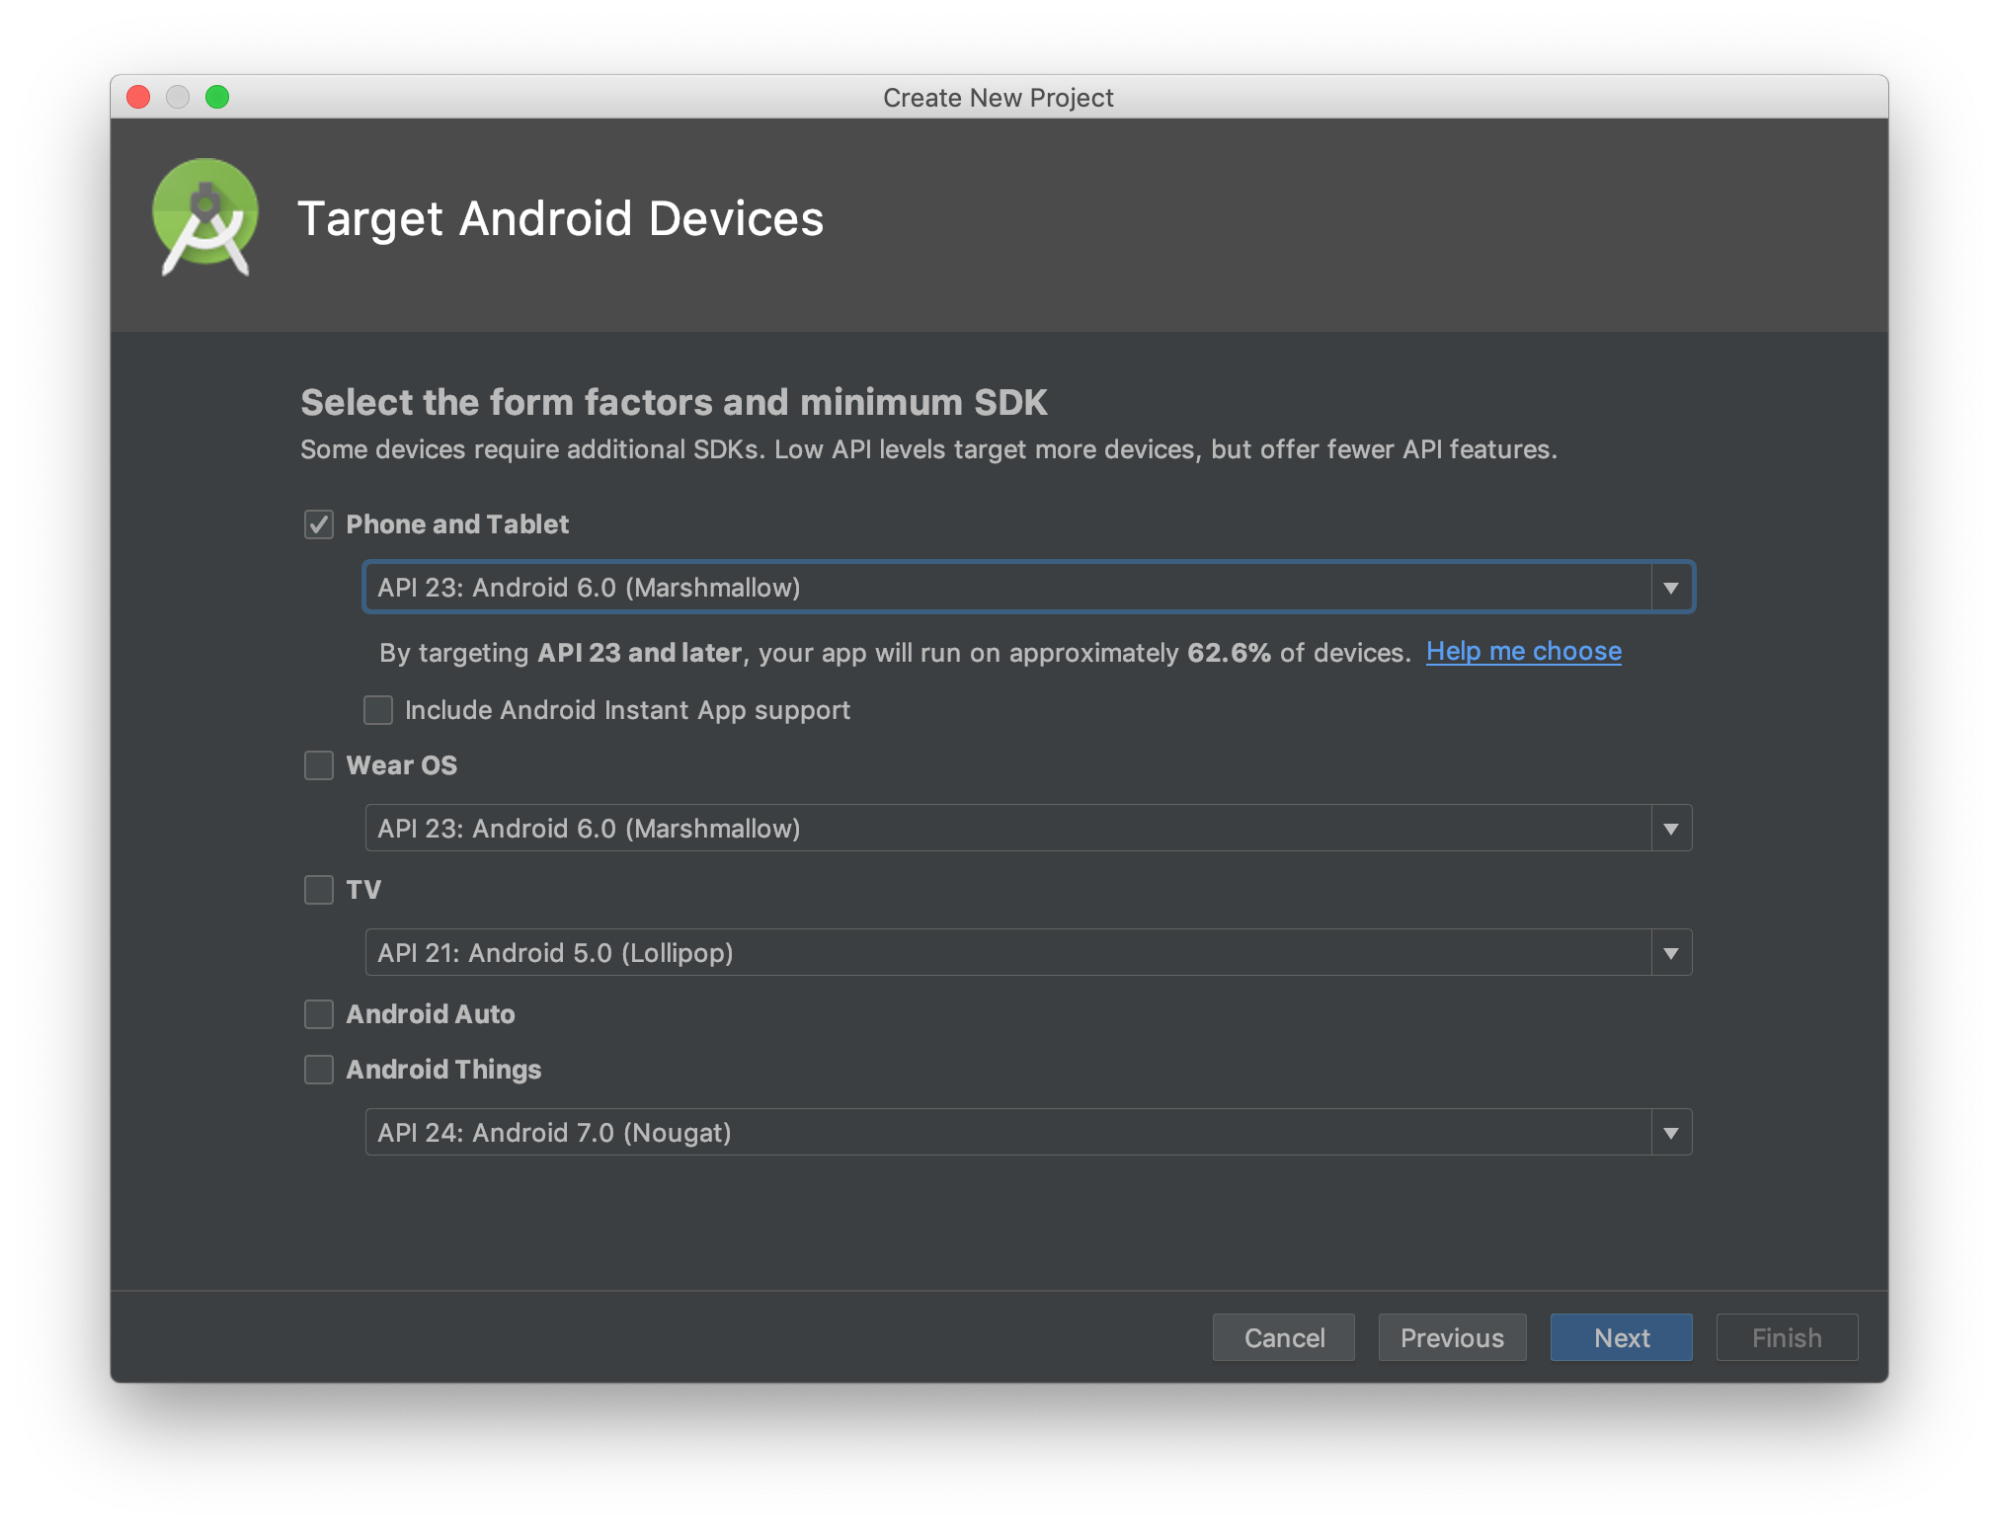 Create New Project
Target Android Devices
Select the form factors and minimum SDK
Some devices require additional SDKs. Low API levels target more devices, but offer fewer API features.
Phone and Tablet
API 23: Android 6.0 (Marshmallow)
By targeting API 23 and later, your app will run on approximately 62.6% of devices. Help me choose
Include Android Instant App support
Wear OS
API 23: Android 6.0 (Marshmallow)
TV
API 21: Android 5.0 (Lollipop)
Android Auto
Android Things
API 24: Android 7.0 (Nougat)
Cancel Previous Next Finish